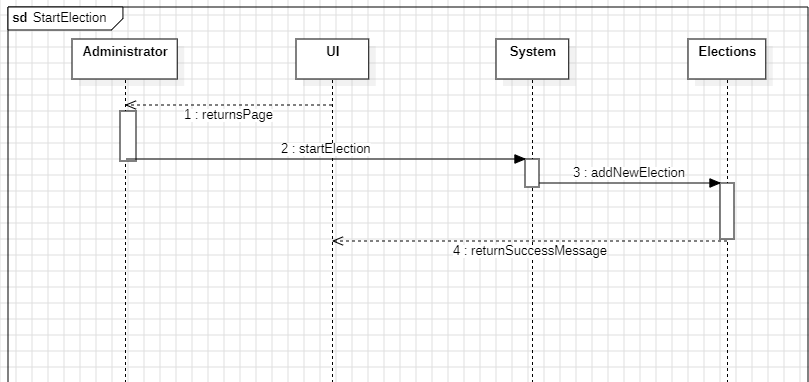 sd StartElection
Administrator
UI
System
Elections
1 : returnsPage
2 : startElection
3 : addNewElection
4 : returnSuccessMessage